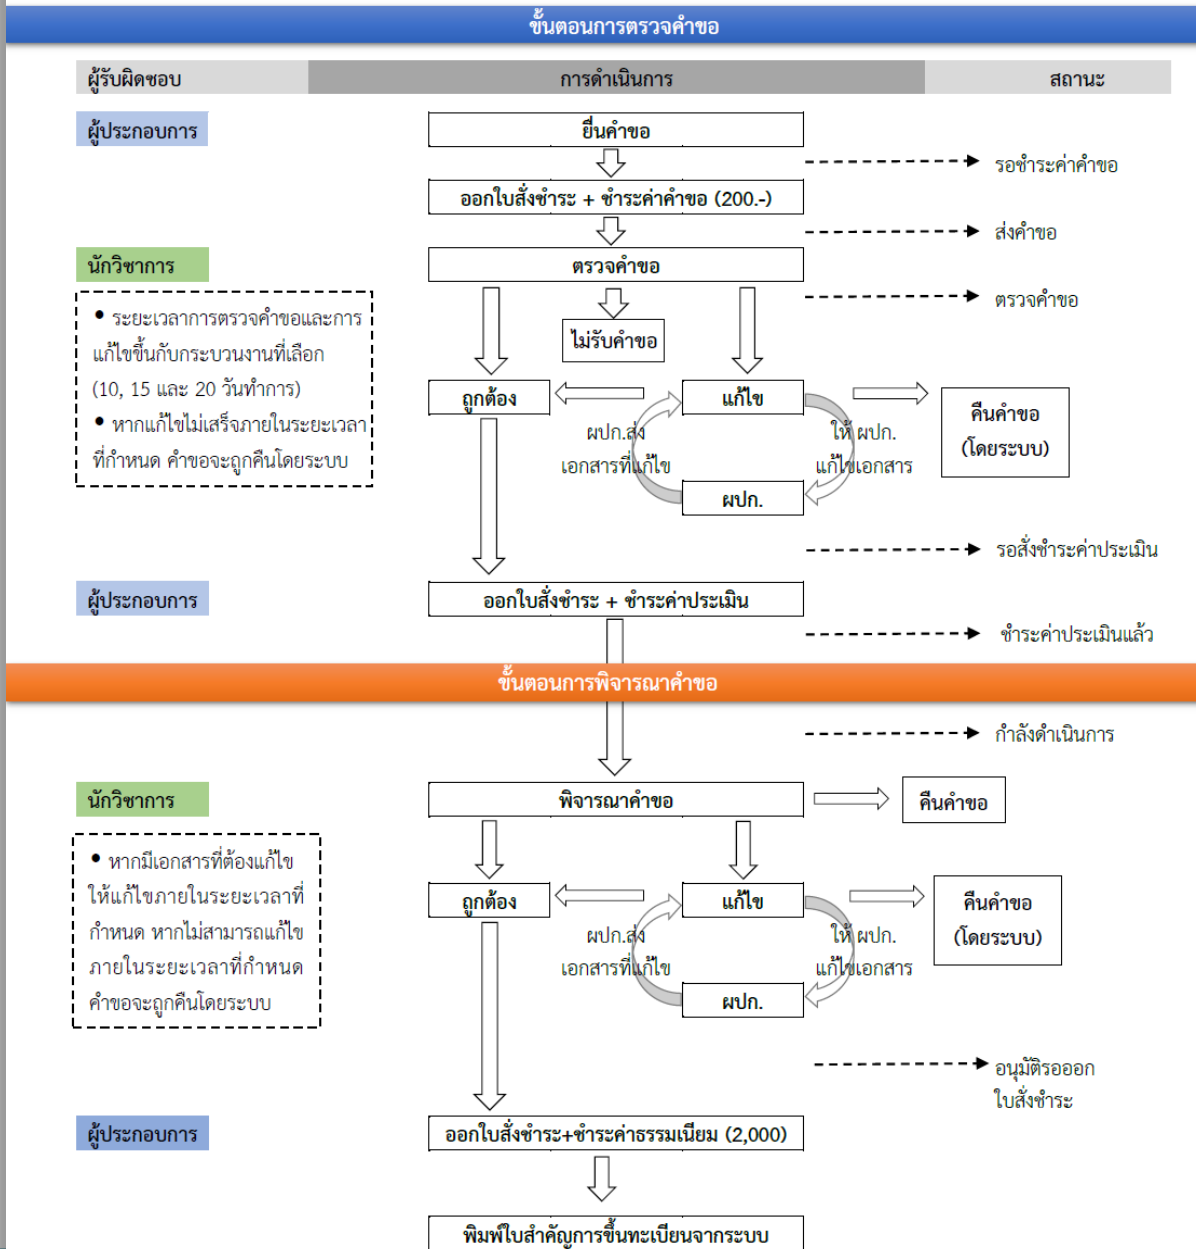 ขั้นตอนการตรวจคำขอ
ผู้รับผิดชอบ
การดำเนินการ
สถานะ
ผู้ประกอบการ
ยื่นคำขอ
รอชำระค่าคำขอ
ออกใบสั่งชำระ + ชำระค่าคำขอ (200.-)
ส่งคำขอ
นักวิชาการ
ตรวจคำขอ
ตรวจคำขอ
• ระยะเวลาการตรวจคำขอและการ
แก้ไขขึ้นกับกระบวนงานที่เลือก
(10, 15 และ 20 วันทำการ)
• หากแก้ไขไม่เสร็จภายในระยะเวลา
ที่กำหนด คำขอจะถูกคืนโดยระบบ
ไม่รับคำขอ
ถูกต้อง
แก้ไข
คืนคำขอ
(โดยระบบ)
ผปก.ส่ง
เอกสารที่แก้ไข
ให้ ผปก.
แก้ไขเอกสาร
ผปก.
รอสั่งชำระค่าประเมิน
ผู้ประกอบการ
ออกใบสั่งชำระ + ชำระค่าประเมิน
ชำระค่าประเมินแล้ว
ขั้นตอนการพิจารณาคำขอ
กำลังดำเนินการ
นักวิชาการ
พิจารณาคำขอ
คืนคำขอ
• หากมีเอกสารที่ต้องแก้ไข
ให้แก้ไขภายในระยะเวลาที่
กำหนด หากไม่สามารถแก้ไข
ภายในระยะเวลาที่กำหนด
คำขอจะถูกคืนโดยระบบ
ถูกต้อง
แก้ไข
คืนคำขอ
(โดยระบบ)
ผปก.ส่ง
เอกสารที่แก้ไข
ให้ ผปก.
แก้ไขเอกสาร
ผปก.
อนุมัติรอออก
ใบสั่งชำระ
ผู้ประกอบการ
ออกใบสั่งชำระ+ชำระค่าธรรมเนียม (2,000)
พิมพ์ใบสำคัญการขึ้นทะเบียนจากระบบ